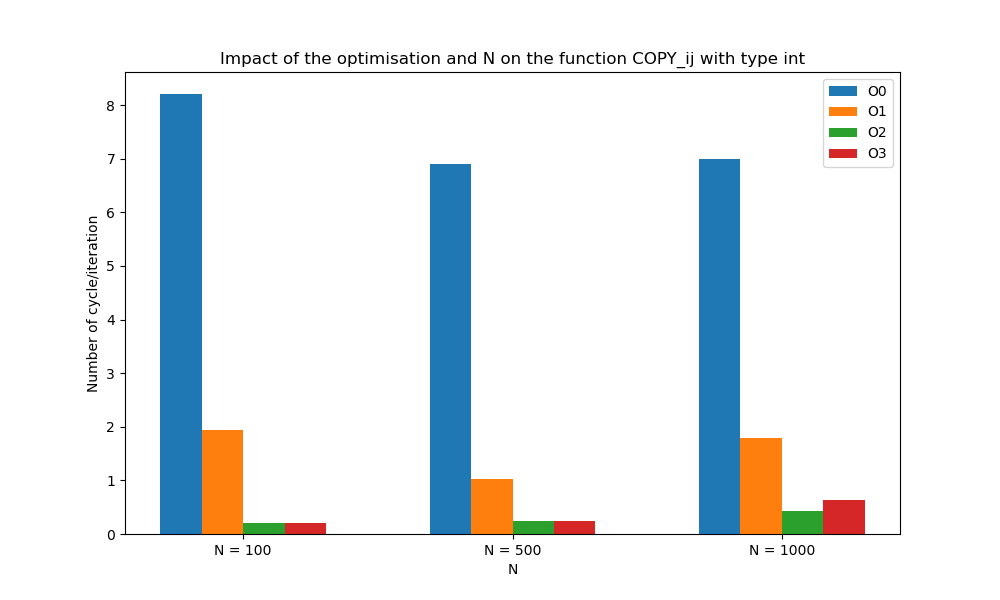 Impact of the optimisation and N on the function COPY_ij with type int
O0
O1
O2
O3
8
7
6
5
4
3
2
1
0
Number of cycle/iteration
N = 100
N = 500
N = 1000
N